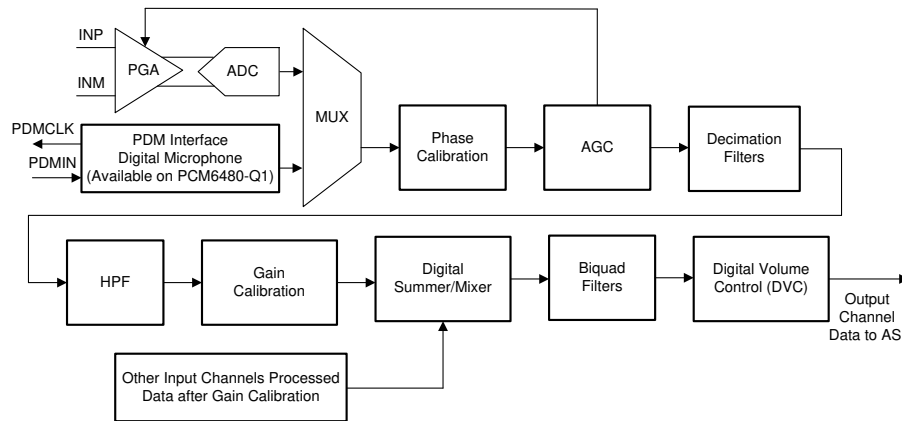 INP
INM
PGA
ADC
MUX
PDMCLK
PDMIN
PDM Interface
Digital Microphone
(Available on PCM6480-Q1)
Phase
Calibration
AGC
Decimation
Filters
HPF
Gain
Calibration
Digital
Summer/Mixer
Biquad
Filters
Digital Volume
Control (DVC)
Output
Channel
Data to AS
Other Input Channels Processed
Data after Gain Calibration